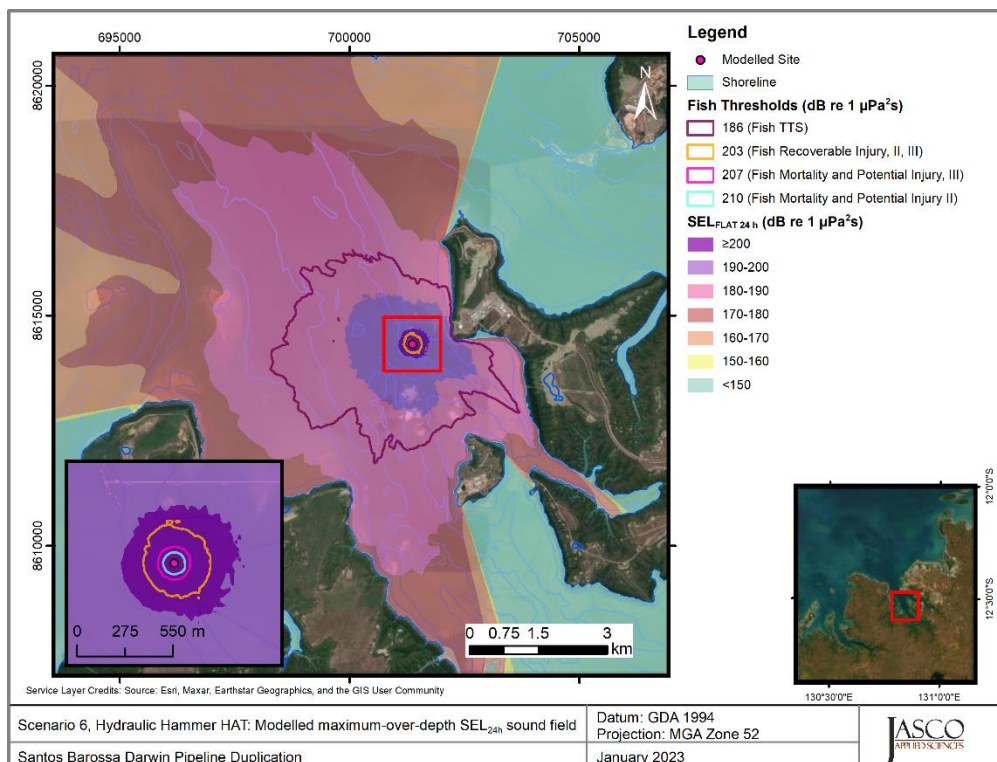 695000 700000 705000
8620000
8615000
8610000
N
0 275 550 m
0 0.75 1.5 3
km
Legend
Modelled Site
Shoreline
Fish Thresholds (dB re 1 µPa²s)
186 (Fish TTS)
203 (Fish Recoverable Injury, II, III)
207 (Fish Mortality and Potential Injury, III)
210 (Fish Mortality and Potential Injury II)
SELFLAT 24 h (dB re 1 µPa²s)
≥200
190-200
180-190
170-180
160-170
150-160
<150
12°0'0"S
12°30'0"S
130°30'0"E 131°0'0"E
Service Layer Credits: Source: Esri, Maxar, Earthstar Geographics, and the GIS User Community
Scenario 6, Hydraulic Hammer HAT: Modelled maximum-over-depth SEL24h sound field
Santos Barossa Darwin Pipeline Duplication
Datum: GDA 1994
Projection: MGA Zone 52
January 2023
JASCO
APPLIED SCIENCES